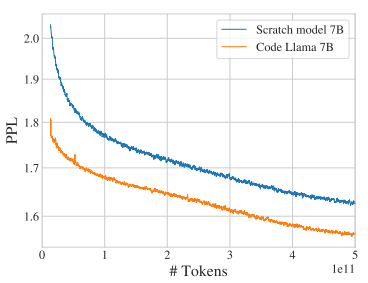 2.0
1.9
1.8
1.7
1.6
PPL
Scratch model 7B
Code Llama 7B
0 1 2 3 4 5
1e11
# Tokens